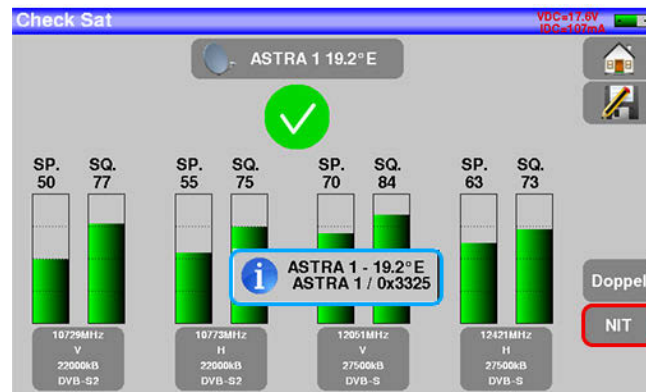 Check Sat
VDC=17.6V
IDC=107mA
ASTRA 1 19.2°E
SP. SQ. SP. SQ. SP. SQ. SP. SQ.
50 77 55 75 70 84 63 73
ASTRA 1 - 19.2°E
ASTRA 1 / 0x3325
Doppel
NIT
10729MHz
V
22000kB
DVB-S2
10773MHz
H
22000kB
DVB-S2
12051MHz
V
27500kB
DVB-S
12421MHz
H
27500kB
DVB-S